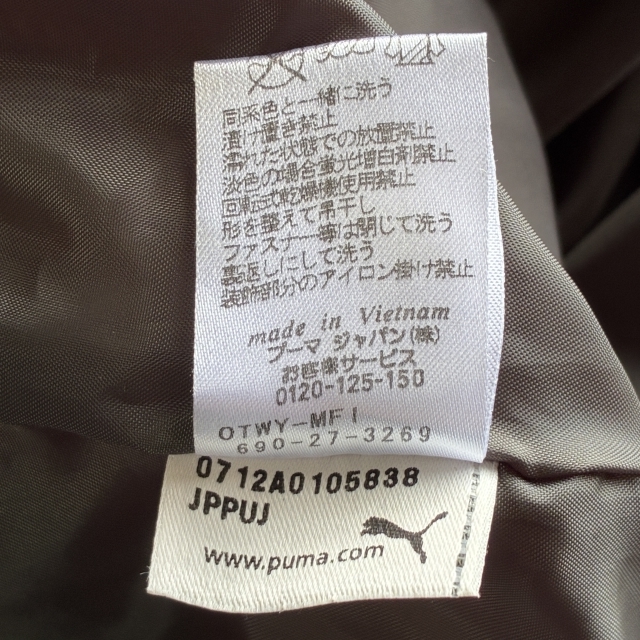 同系色と一緒に洗う
漬け置き禁止
濡れた状態での放置禁止
淡色の場合蛍光増白剤禁止
回転式乾燥機使用禁止
形を整えて吊干し
ファスナー等は閉じて洗う
裏返しにして洗う
装飾部分のアイロン掛け禁止
made in Vietnam
プーマ ジャパン(株)
お客様サービス
0120-125-150
OTWY-MFI
690-27-3269
0712A0105838
JPPUJ
www.puma.com